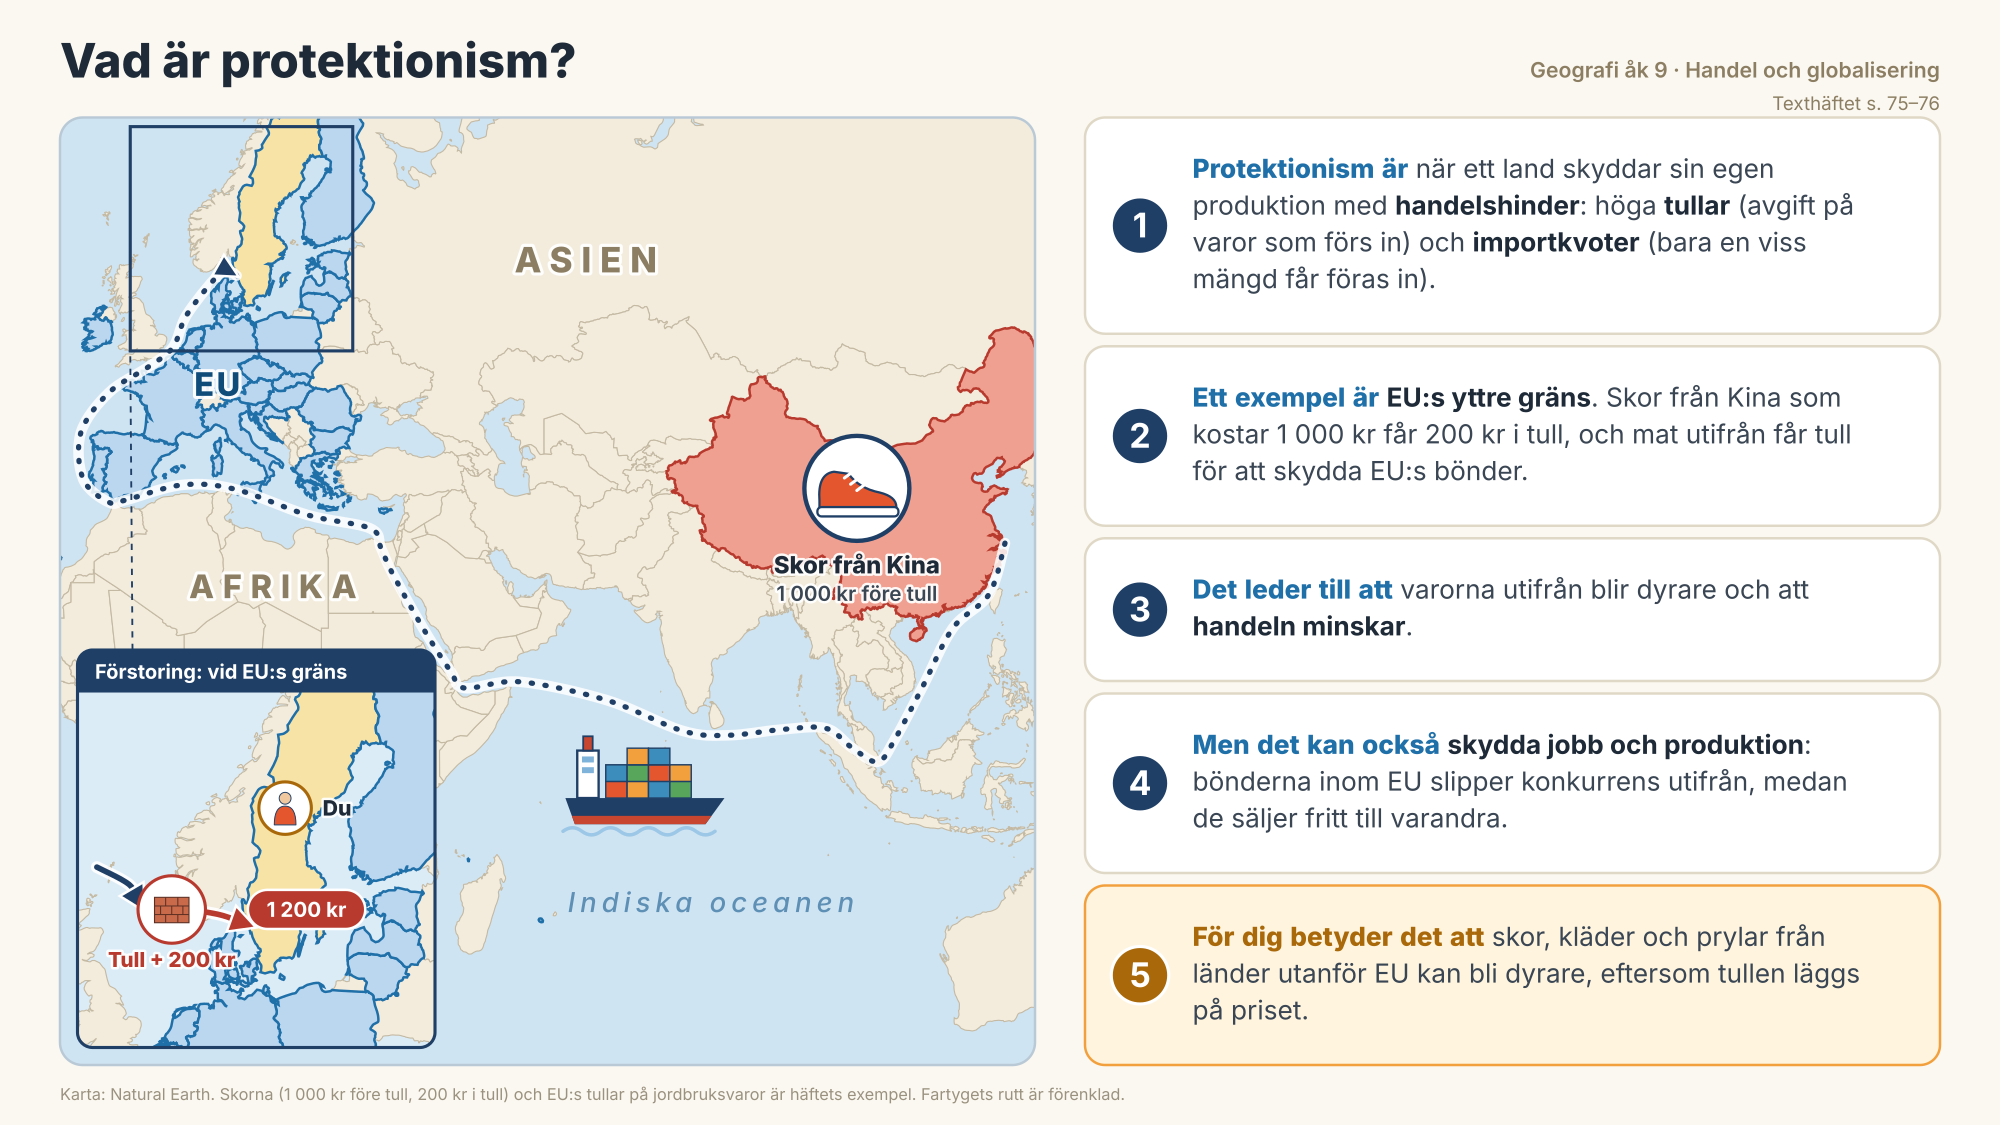 Vad är protektionism?
Geografi åk 9 · Handel och globalisering
Texthäftet s. 75–76
ASIEN
EU
AFRIKA
Skor från Kina
1 000 kr före tull
Indiska oceanen
Förstoring: vid EU:s gräns
Du
1 200 kr
Tull + 200 kr
1
Protektionism är när ett land skyddar sin egen
produktion med handelshinder: höga tullar (avgift på
varor som förs in) och importkvoter (bara en viss
mängd får föras in).
2
Ett exempel är EU:s yttre gräns. Skor från Kina som
kostar 1 000 kr får 200 kr i tull, och mat utifrån får tull
för att skydda EU:s bönder.
3
Det leder till att varorna utifrån blir dyrare och att
handeln minskar.
4
Men det kan också skydda jobb och produktion:
bönderna inom EU slipper konkurrens utifrån, medan
de säljer fritt till varandra.
5
För dig betyder det att skor, kläder och prylar från
länder utanför EU kan bli dyrare, eftersom tullen läggs
på priset.
Karta: Natural Earth. Skorna (1 000 kr före tull, 200 kr i tull) och EU:s tullar på jordbruksvaror är häftets exempel. Fartygets rutt är förenklad.